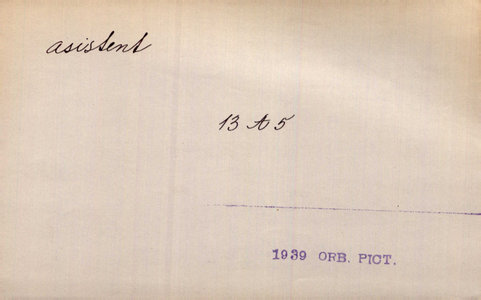 asistent
13 A 5
1939 ORB. PICT.